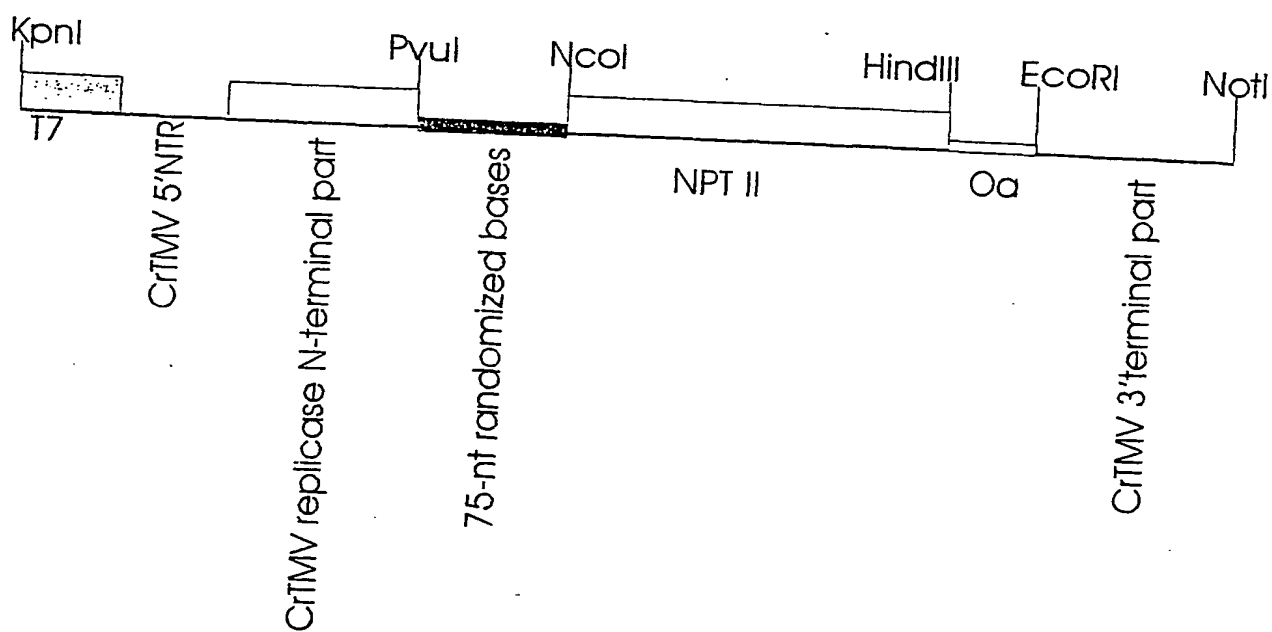 KpnI
PvuI
NcoI
HindIII
EcoRI
NotI
T7
CrTMV 5'NTR
CrTMV replicase N-terminal part
75-nt randomized bases
NPT II
Oa
CrTMV 3'terminal part